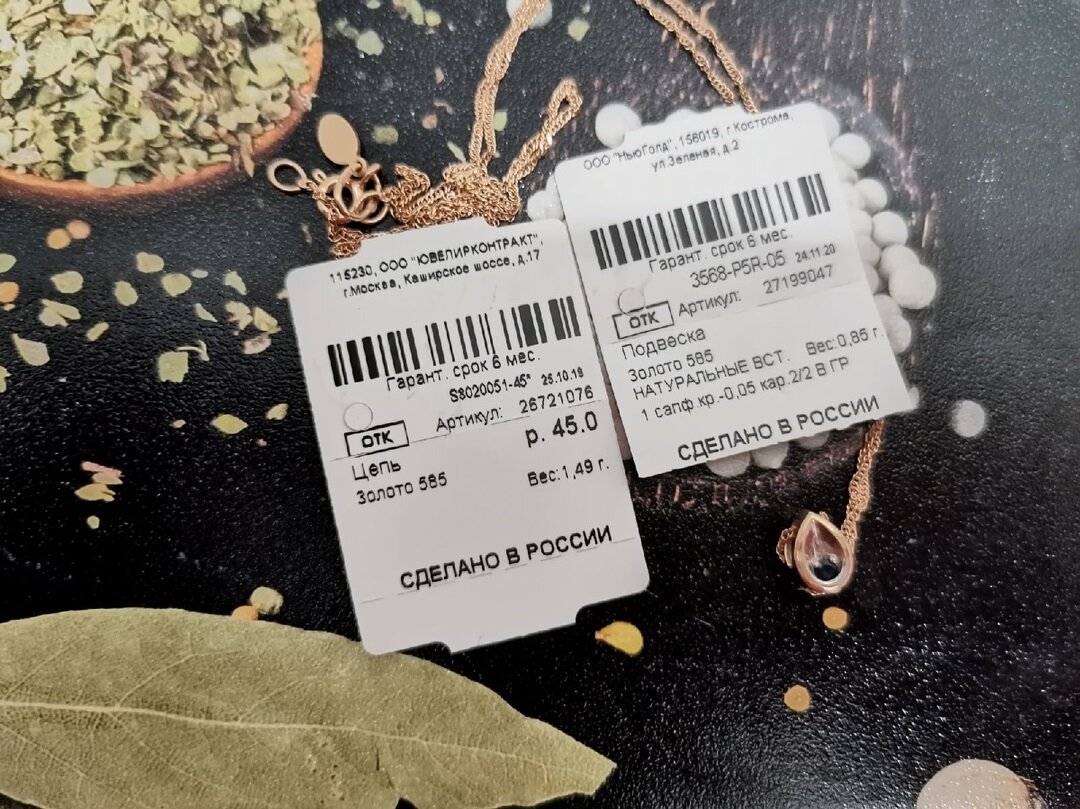 115230, ООО "ЮВЕЛИРКОНТРАКТ",
г.Москва, Каширское шоссе, д.17
Гарант. срок 6 мес.
S8020051-45* 25.10.19
ОТК Артикул: 26721076
р. 45.0
Цепь
Золото 585 Вес:1,49 г.
СДЕЛАНО В РОССИИ
ООО "НьюГолд", 156019, г.Кострома,
ул.Зеленая, д.2
Гарант. срок 6 мес.
3568-P5R-05 24.11.20
ОТК Артикул: 27199047
Подвеска
Золото 585 Вес:0,85 г.
НАТУРАЛЬНЫЕ ВСТ.
1 сапф.кр.-0,05 кар.2/2 В ГР
СДЕЛАНО В РОССИИ